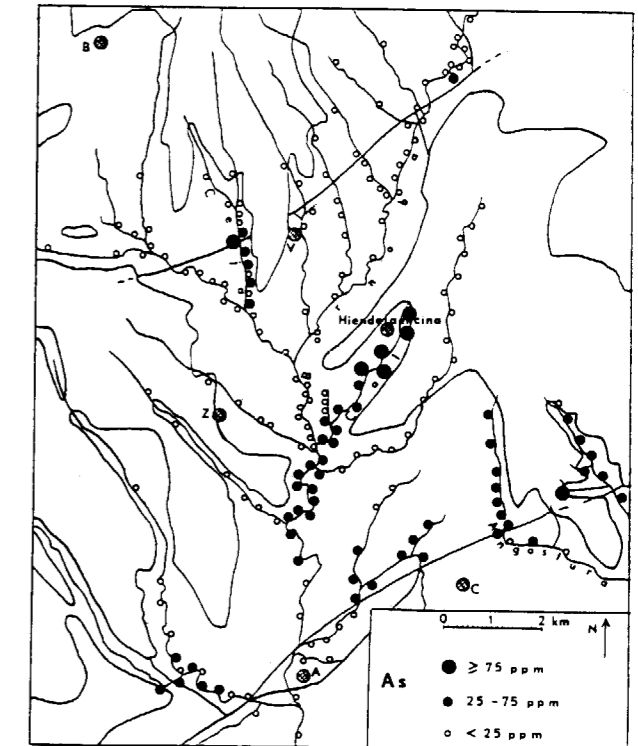 B
V
Hiendelaencina
Z
C
A
0 1 2 km
N
As
≥ 75 ppm
25 - 75 ppm
< 25 ppm